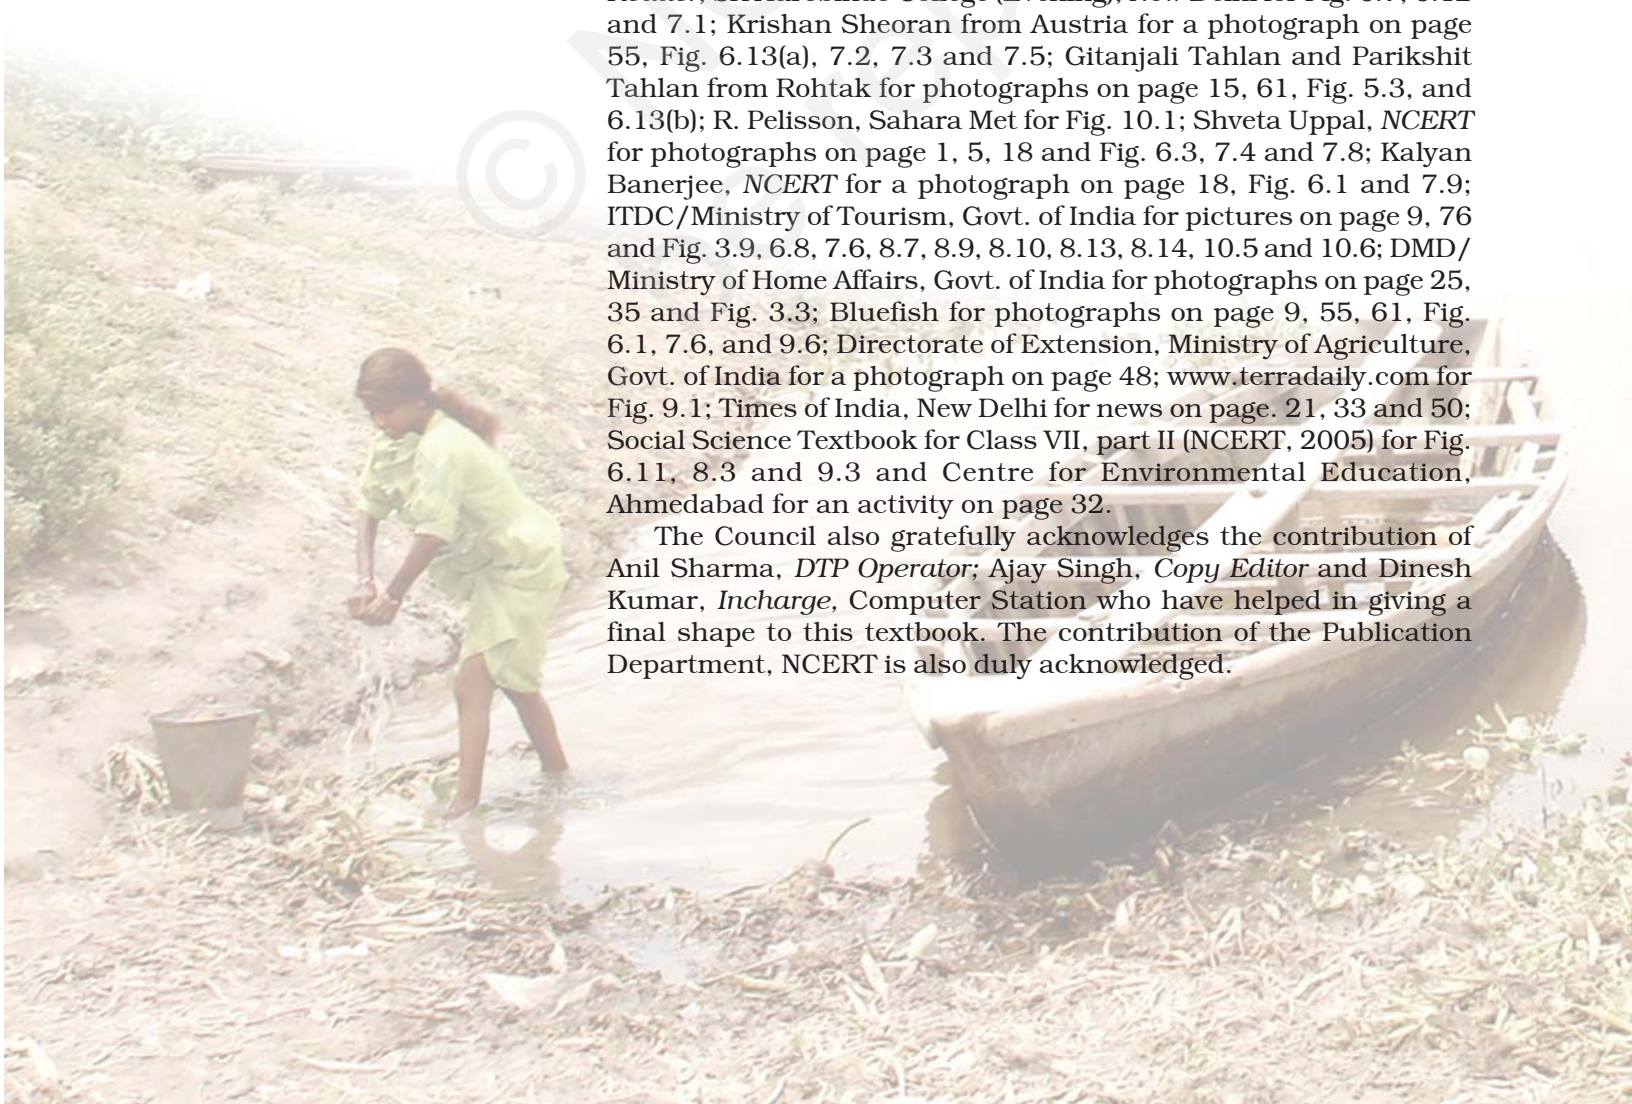 and 7.1; Krishan Sheoran from Austria for a photograph on page
55, Fig. 6.13(a), 7.2, 7.3 and 7.5; Gitanjali Tahlan and Parikshit
Tahlan from Rohtak for photographs on page 15, 61, Fig. 5.3, and
6.13(b); R. Pelisson, Sahara Met for Fig. 10.1; Shveta Uppal, NCERT
for photographs on page 1, 5, 18 and Fig. 6.3, 7.4 and 7.8; Kalyan
Banerjee, NCERT for a photograph on page 18, Fig. 6.1 and 7.9;
ITDC/Ministry of Tourism, Govt. of India for pictures on page 9, 76
and Fig. 3.9, 6.8, 7.6, 8.7, 8.9, 8.10, 8.13, 8.14, 10.5 and 10.6; DMD/
Ministry of Home Affairs, Govt. of India for photographs on page 25,
35 and Fig. 3.3; Bluefish for photographs on page 9, 55, 61, Fig.
6.1, 7.6, and 9.6; Directorate of Extension, Ministry of Agriculture,
Govt. of India for a photograph on page 48; www.terradaily.com for
Fig. 9.1; Times of India, New Delhi for news on page. 21, 33 and 50;
Social Science Textbook for Class VII, part II (NCERT, 2005) for Fig.
6.11, 8.3 and 9.3 and Centre for Environmental Education,
Ahmedabad for an activity on page 32.
The Council also gratefully acknowledges the contribution of
Anil Sharma, DTP Operator; Ajay Singh, Copy Editor and Dinesh
Kumar, Incharge, Computer Station who have helped in giving a
final shape to this textbook. The contribution of the Publication
Department, NCERT is also duly acknowledged.